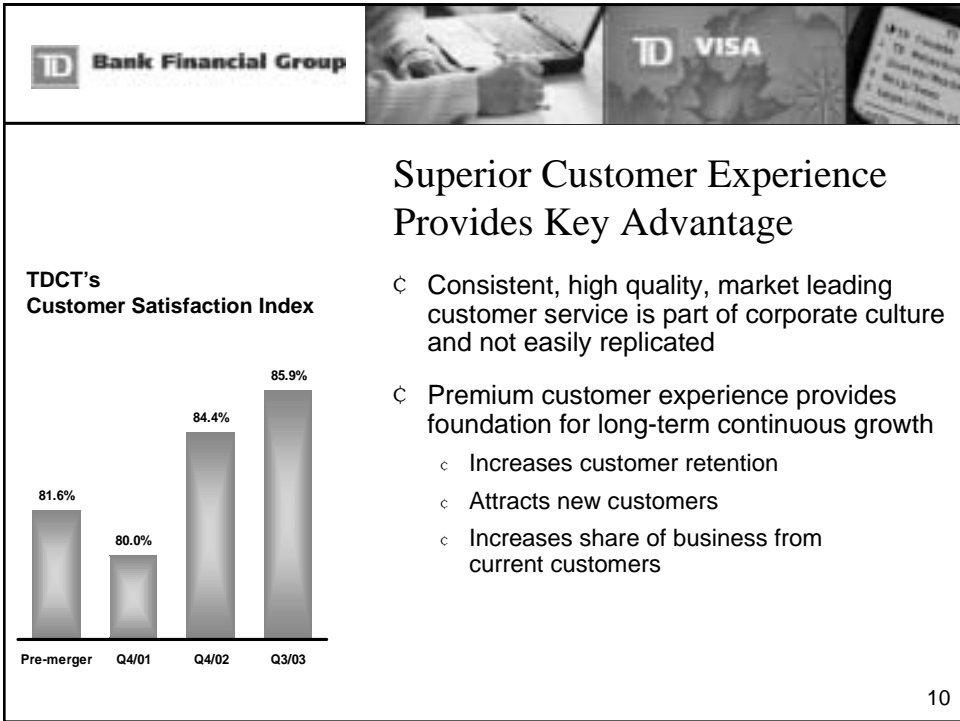 TD Bank Financial Group
TD VISA
Superior Customer Experience
Provides Key Advantage
TDCT’s
Customer Satisfaction Index
81.6%
80.0%
84.4%
85.9%
Pre-merger Q4/01 Q4/02 Q3/03
¢ Consistent, high quality, market leading
customer service is part of corporate culture
and not easily replicated
¢ Premium customer experience provides
foundation for long-term continuous growth
¢ Increases customer retention
¢ Attracts new customers
¢ Increases share of business from
current customers
10